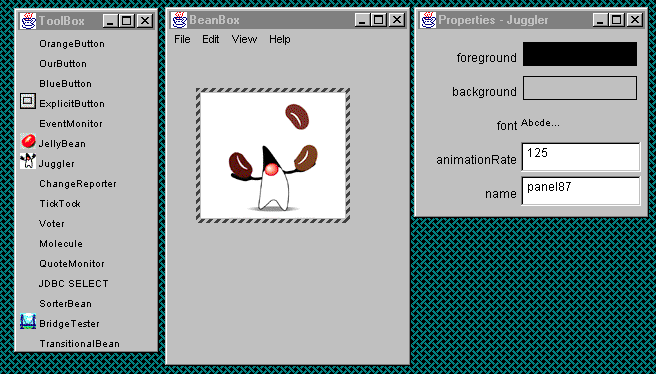 ToolBox
OrangeButton
OurButton
BlueButton
ExplicitButton
EventMonitor
JellyBean
Juggler
ChangeReporter
TickTock
Voter
Molecule
QuoteMonitor
JDBC SELECT
SorterBean
BridgeTester
TransitionalBean
BeanBox
File Edit View Help
Properties - Juggler
foreground
background
font Abcde...
animationRate 125
name panel87